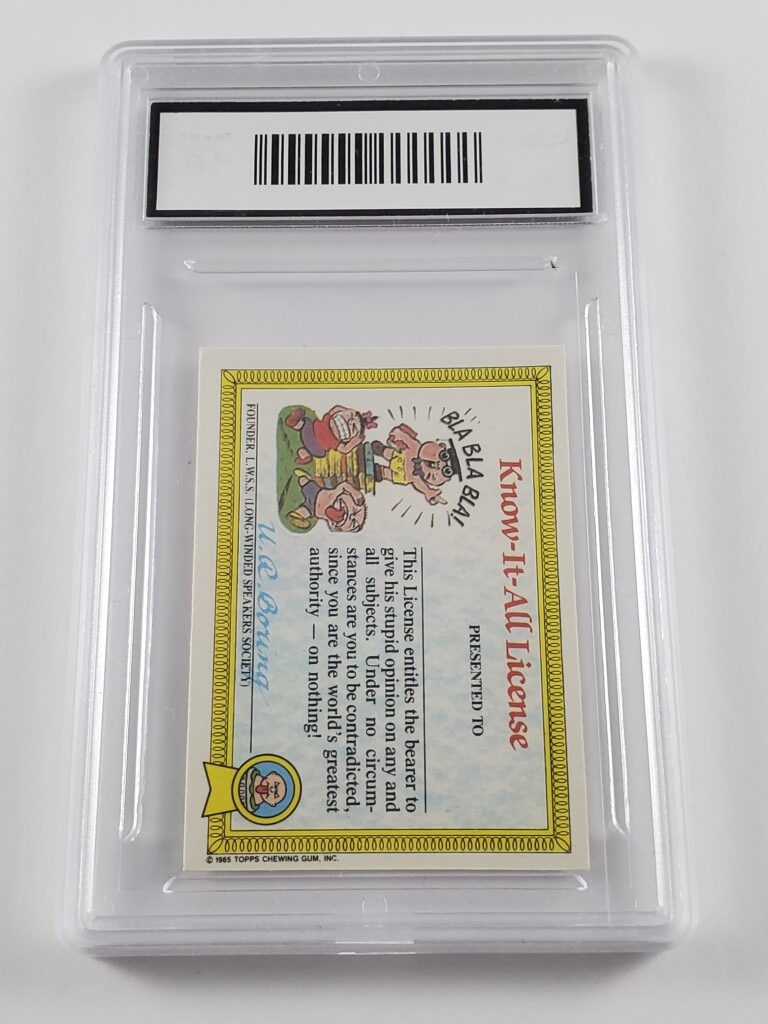 Know-It-All License
PRESENTED TO
BLA BLA BLA!
This License entitles the bearer to
give his stupid opinion on any and
all subjects. Under no circum-
stances are you to be contradicted,
since you are the world's greatest
authority — on nothing!
U. R. Boring
FOUNDER, L.W.S.S. (LONG-WINDED SPEAKERS SOCIETY)
© 1985 TOPPS CHEWING GUM, INC.